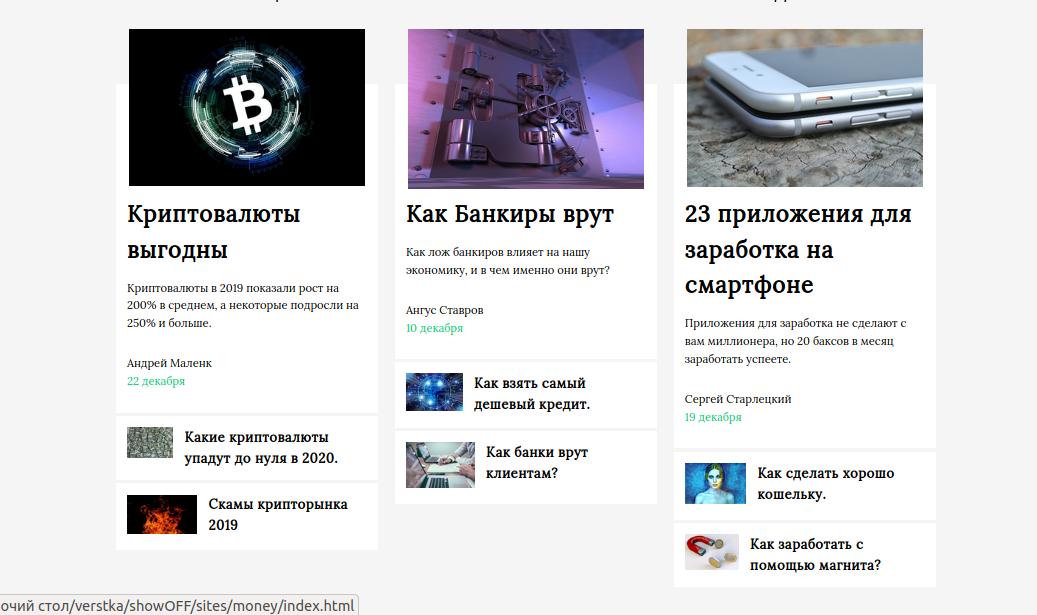 Криптовалюты
выгодны
Криптовалюты в 2019 показали рост на
200% в среднем, а некоторые подросли на
250% и больше.
Андрей Маленк
22 декабря
Какие криптовалюты
упадут до нуля в 2020.
Скамы крипторынка
2019
Как Банкиры врут
Как лож банкиров влияет на нашу
экономику, и в чем именно они врут?
Ангус Ставров
10 декабря
Как взять самый
дешевый кредит.
Как банки врут
клиентам?
23 приложения для
заработка на
смартфоне
Приложения для заработка не сделают с
вам миллионера, но 20 баксов в месяц
заработать успеете.
Сергей Старлецкий
19 декабря
Как сделать хорошо
кошельку.
Как заработать с
помощью магнита?
очий стол/verstka/showOFF/sites/money/index.html